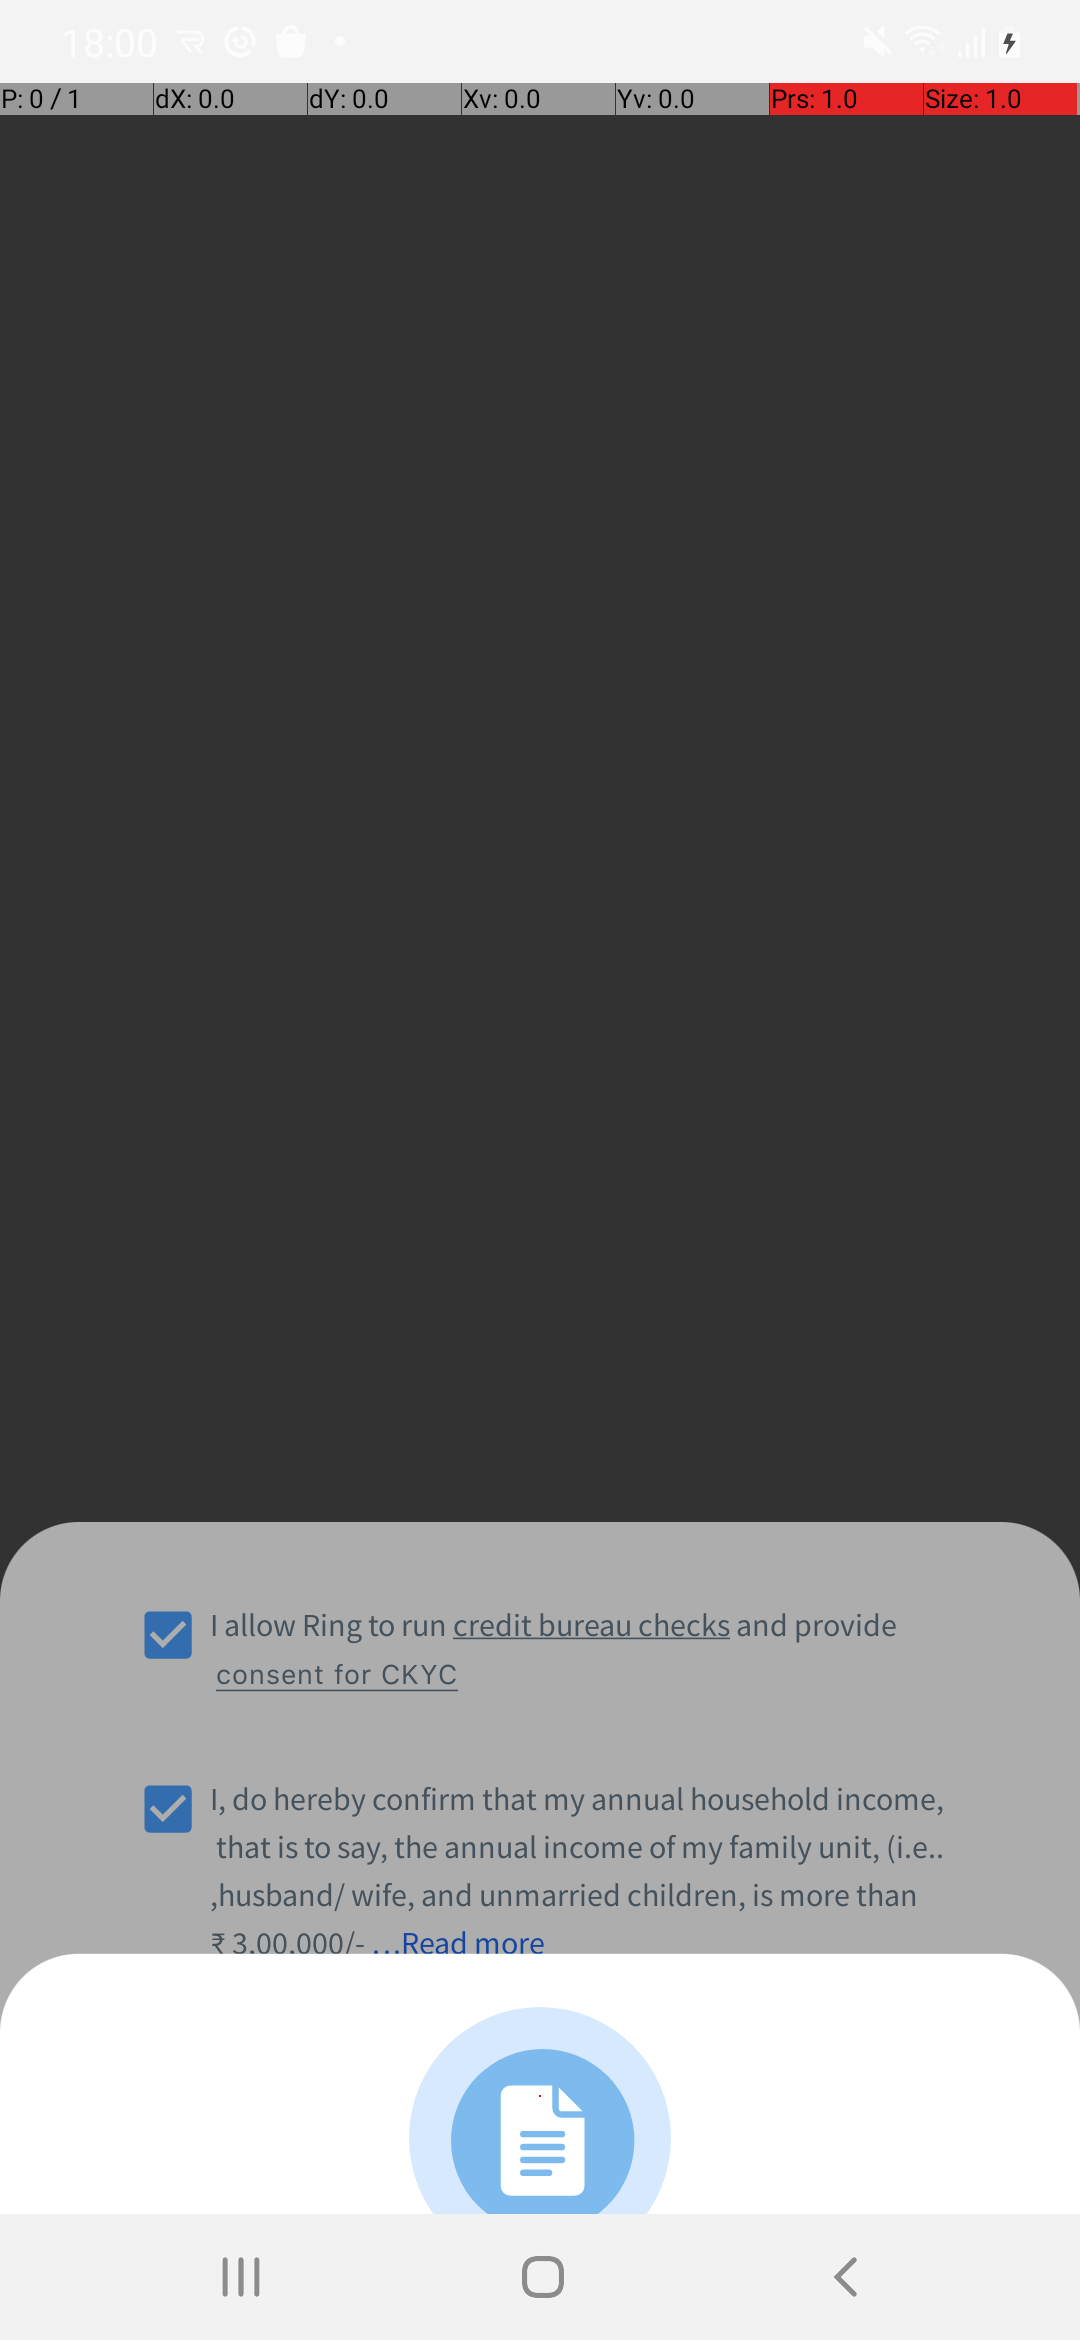 18:00
P: 0 / 1 dX: 0.0 dY: 0.0 Xv: 0.0 Yv: 0.0 Prs: 1.0 Size: 1.0
I allow Ring to run credit bureau checks and provide
consent for CKYC
I, do hereby confirm that my annual household income,
that is to say, the annual income of my family unit, (i.e..
,husband/ wife, and unmarried children, is more than
₹ 3,00,000/- ...Read more